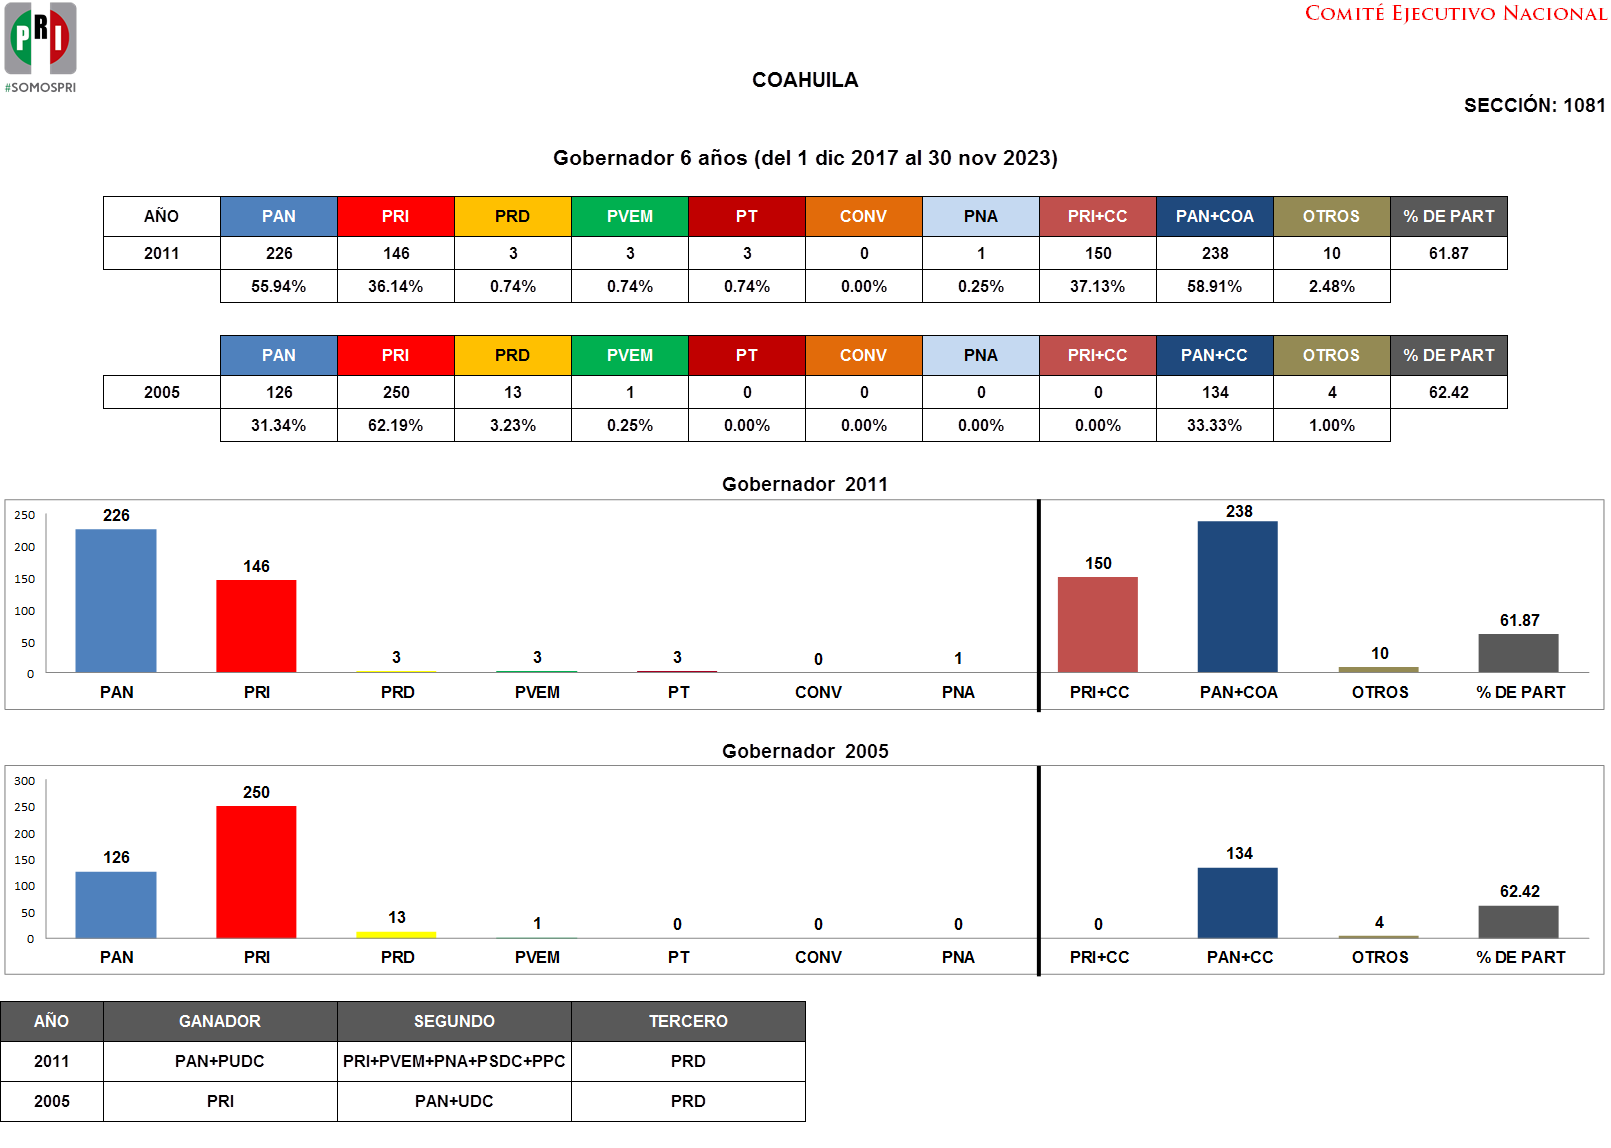 PRI
#SOMOSPRI
COMITÉ EJECUTIVO NACIONAL
COAHUILA
SECCIÓN: 1081
Gobernador 6 años (del 1 dic 2017 al 30 nov 2023)
AÑO PAN PRI PRD PVEM PT CONV PNA PRI+CC PAN+COA OTROS % DE PART
2011 226 146 3 3 3 0 1 150 238 10 61.87
55.94% 36.14% 0.74% 0.74% 0.74% 0.00% 0.25% 37.13% 58.91% 2.48%
PAN PRI PRD PVEM PT CONV PNA PRI+CC PAN+CC OTROS % DE PART
2005 126 250 13 1 0 0 0 0 134 4 62.42
31.34% 62.19% 3.23% 0.25% 0.00% 0.00% 0.00% 0.00% 33.33% 1.00%
Gobernador 2011
250
200
150
100
50
0
226 146 3 3 3 0 1 150 238 10 61.87
PAN PRI PRD PVEM PT CONV PNA PRI+CC PAN+COA OTROS % DE PART
Gobernador 2005
300
250
200
150
100
50
0
126 250 13 1 0 0 0 0 134 4 62.42
PAN PRI PRD PVEM PT CONV PNA PRI+CC PAN+CC OTROS % DE PART
AÑO GANADOR SEGUNDO TERCERO
2011 PAN+PUDC PRI+PVEM+PNA+PSDC+PPC PRD
2005 PRI PAN+UDC PRD